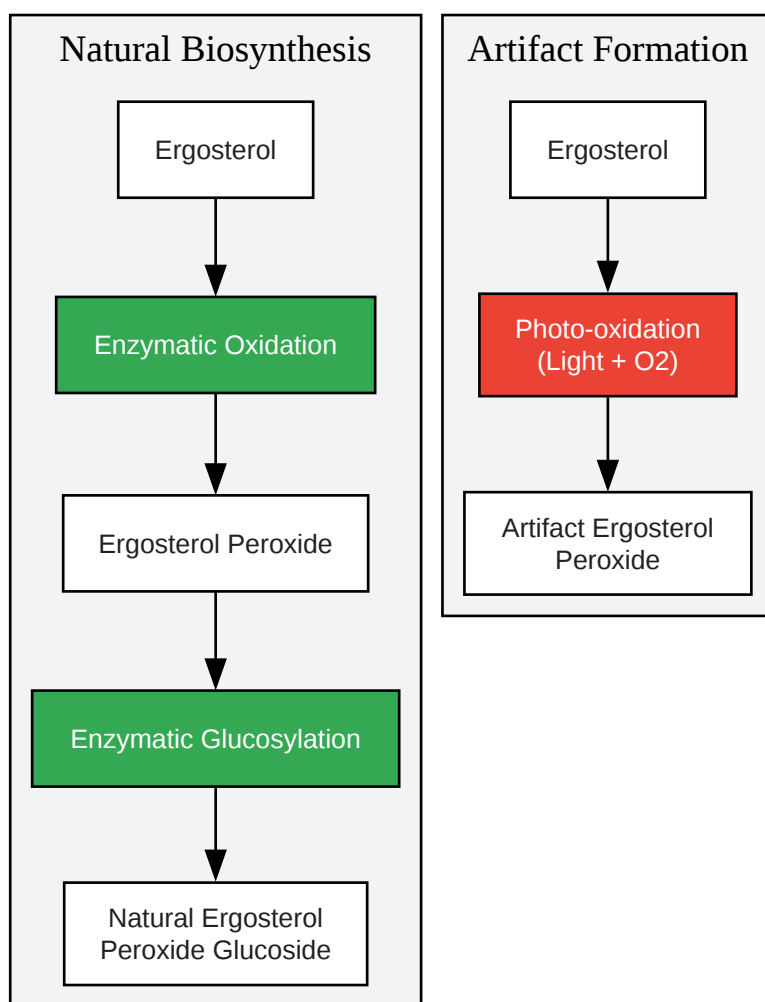 Natural Biosynthesis
Ergosterol
Enzymatic Oxidation
Ergosterol Peroxide
Enzymatic Glucosylation
Natural Ergosterol
Peroxide Glucoside
Artifact Formation
Ergosterol
Photo-oxidation
(Light + O2)
Artifact Ergosterol
Peroxide